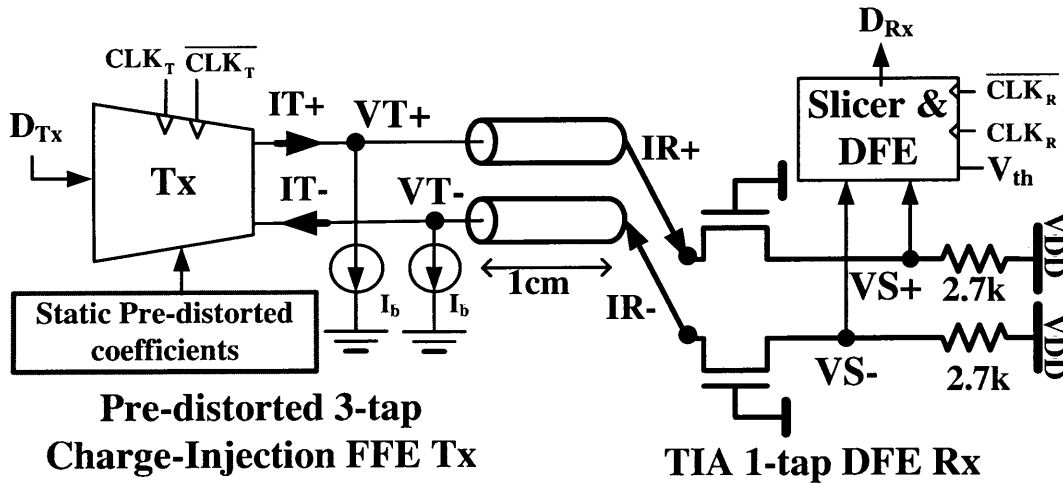 D_Tx
CLK_T
CLK_T
Tx
IT+
VT+
IT-
VT-
I_b
I_b
1cm
IR+
IR-
D_Rx
Slicer &
DFE
CLK_R
CLK_R
V_th
VS+
2.7k
VDD
VS-
2.7k
VDD
Static Pre-distorted
coefficients
Pre-distorted 3-tap
Charge-Injection FFE Tx
TIA 1-tap DFE Rx